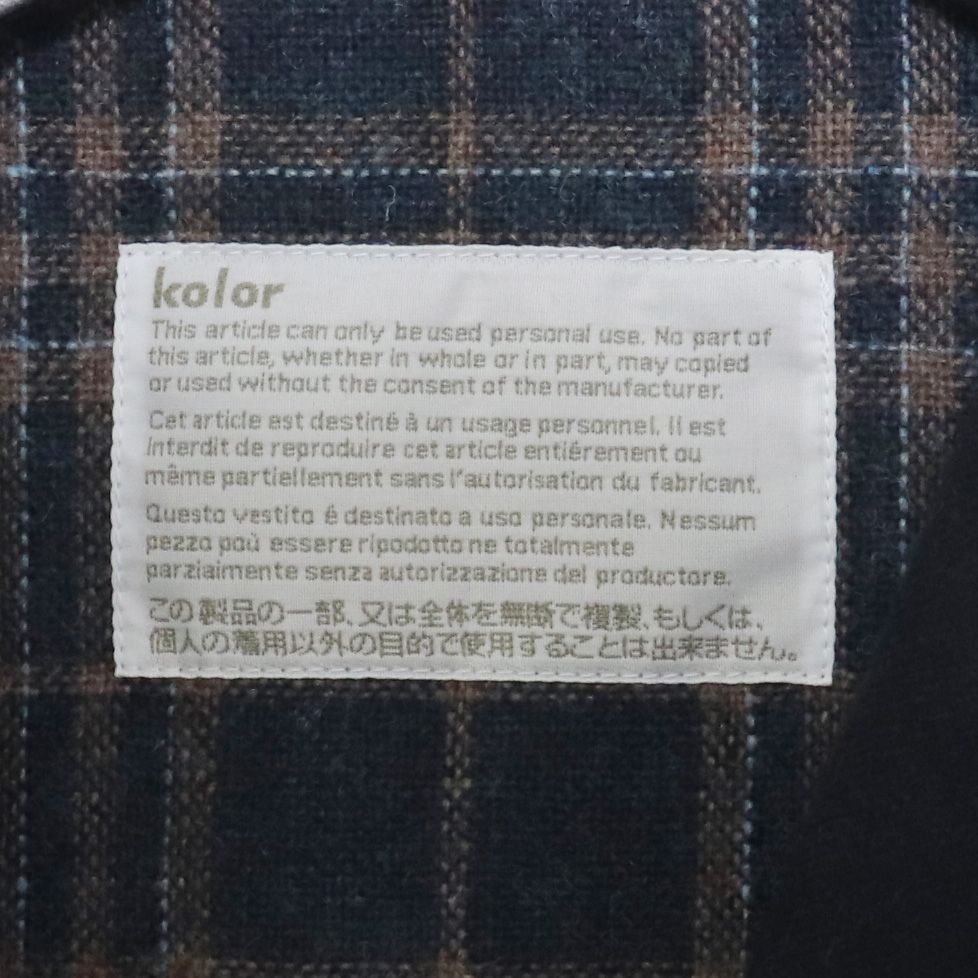 kolor
This article can only be used personal use. No part of
this article, whether in whole or in part, may copied
or used without the consent of the manufacturer.
Cet article est destiné à un usage personnel. Il est
interdit de reproduire cet article entiérement ou
même partiellement sans l'autorisation du fabricant.
Questo vestito é destinato a uso personale. Nessum
pezzo poù essere ripodotto ne totalmente
parzialmente senza autorizzazione del productore.
この製品の一部、又は全体を無断で複製、もしくは、
個人の着用以外の目的で使用することは出来ません。